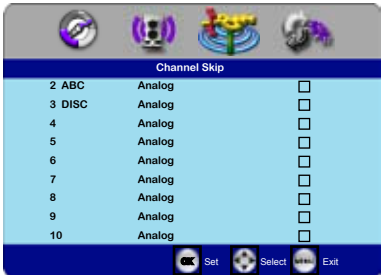 Channel Skip
2 ABC Analog
3 DISC Analog
4 Analog
5 Analog
6 Analog
7 Analog
8 Analog
9 Analog
10 Analog
OK Set Select MENU Exit